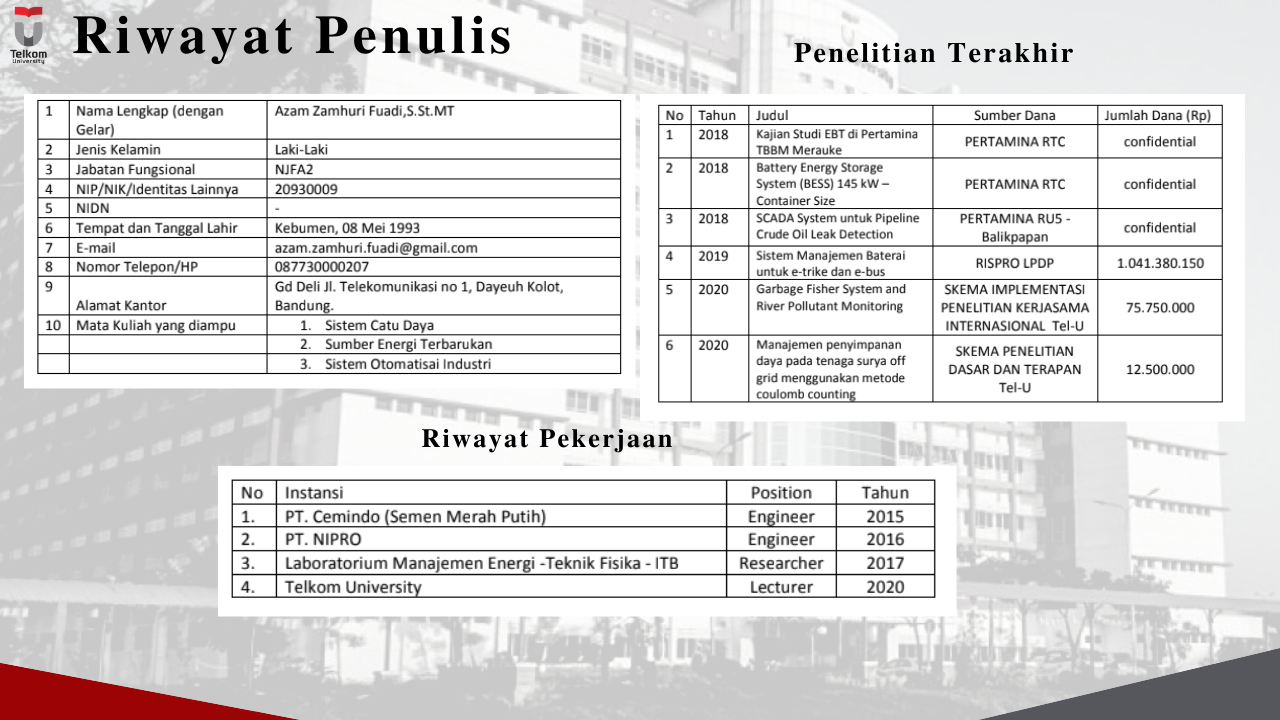 Telkom
University
Riwayat Penulis
1 Nama Lengkap (dengan Gelar) Azam Zamhuri Fuadi,S.St.MT
2 Jenis Kelamin Laki-Laki
3 Jabatan Fungsional NJFA2
4 NIP/NIK/Identitas Lainnya 20930009
5 NIDN -
6 Tempat dan Tanggal Lahir Kebumen, 08 Mei 1993
7 E-mail azam.zamhuri.fuadi@gmail.com
8 Nomor Telepon/HP 087730000207
9 Alamat Kantor Gd Deli Jl. Telekomunikasi no 1, Dayeuh Kolot, Bandung.
10 Mata Kuliah yang diampu 1. Sistem Catu Daya
2. Sumber Energi Terbarukan
3. Sistem Otomatisai Industri
Penelitian Terakhir
No Tahun Judul Sumber Dana Jumlah Dana (Rp)
1 2018 Kajian Studi EBT di Pertamina TBBM Merauke PERTAMINA RTC confidential
2 2018 Battery Energy Storage System (BESS) 145 kW – Container Size PERTAMINA RTC confidential
3 2018 SCADA System untuk Pipeline Crude Oil Leak Detection PERTAMINA RU5 - Balikpapan confidential
4 2019 Sistem Manajemen Baterai untuk e-trike dan e-bus RISPRO LPDP 1.041.380.150
5 2020 Garbage Fisher System and River Pollutant Monitoring SKEMA IMPLEMENTASI PENELITIAN KERJASAMA INTERNASIONAL Tel-U 75.750.000
6 2020 Manajemen penyimpanan daya pada tenaga surya off grid menggunakan metode coulomb counting SKEMA PENELITIAN DASAR DAN TERAPAN Tel-U 12.500.000
Riwayat Pekerjaan
No Instansi Position Tahun
1. PT. Cemindo (Semen Merah Putih) Engineer 2015
2. PT. NIPRO Engineer 2016
3. Laboratorium Manajemen Energi -Teknik Fisika - ITB Researcher 2017
4. Telkom University Lecturer 2020